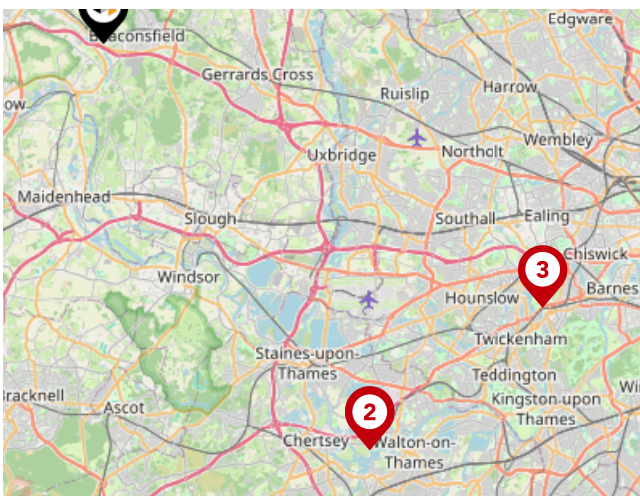 Edgware
Beaconsfield
Gerrards Cross
Ruislip
Harrow
ow
Uxbridge
Northolt
Wembley
Maidenhead
Slough
Southall
Ealing
Chiswick
3
Windsor
Hounslow
Barnes
Twickenham
Staines-upon-
Thames
Teddington
Kingston upon
Thames
Wi
Bracknell
Ascot
2
Chertsey
Walton-on-
Thames